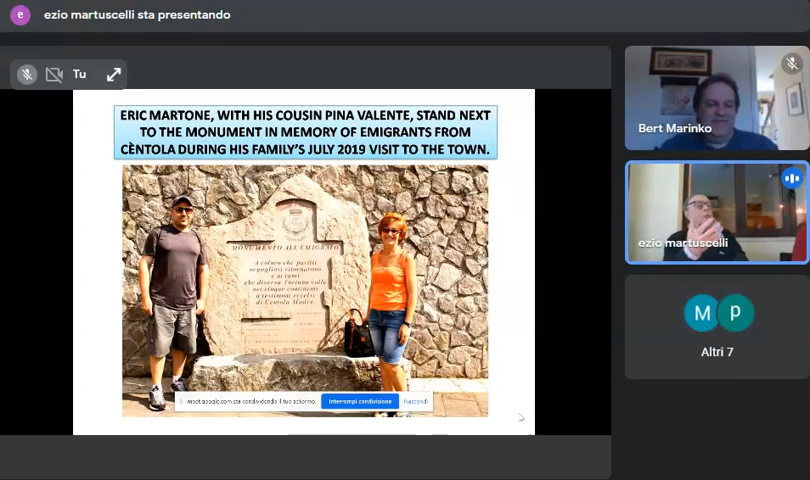 e
ezio martuscelli sta presentando
Tu
ERIC MARTONE, WITH HIS COUSIN PINA VALENTE, STAND NEXT
TO THE MONUMENT IN MEMORY OF EMIGRANTS FROM
CÈNTOLA DURING HIS FAMILY'S JULY 2019 VISIT TO THE TOWN.
MONUMENTO ALL'EMIGRATO
A coloro che partiti
orgogliosi ritornarono
e ai tanti
che diversa fortuna volle
nei cinque continenti
a testimoni eccelsi
di Centola Madre.
meet.google.com sta condividendo il tuo schermo.
Interrompi condivisione
Nascondi
Bert Marinko
ezio martuscelli
M
p
Altri 7